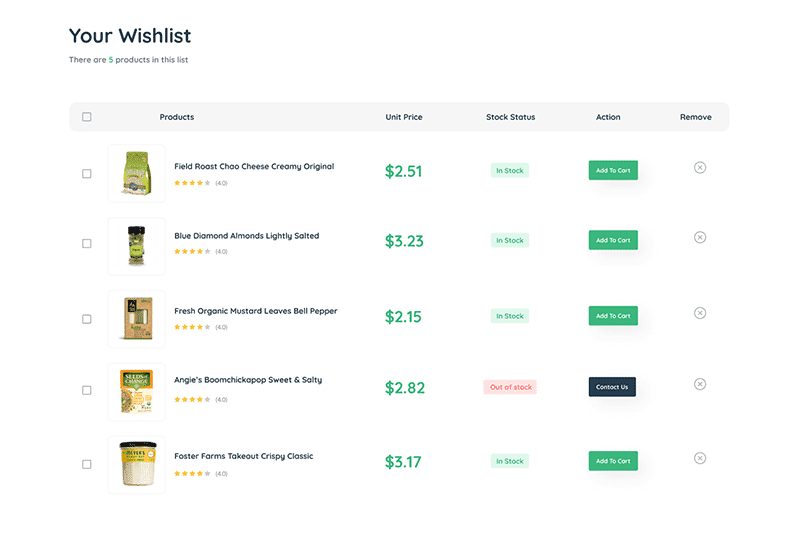 Your Wishlist
There are 5 products in this list
Products Unit Price Stock Status Action Remove
Field Roast Chao Cheese Creamy Original
(4.0)
$2.51
In Stock
Add To Cart
Blue Diamond Almonds Lightly Salted
(4.0)
$3.23
In Stock
Add To Cart
Fresh Organic Mustard Leaves Bell Pepper
(4.0)
$2.15
In Stock
Add To Cart
SEEDS OF
CHANGE
Angie's Boomchickapop Sweet & Salty
(4.0)
$2.82
Out of stock
Contact Us
Foster Farms Takeout Crispy Classic
(4.0)
$3.17
In Stock
Add To Cart